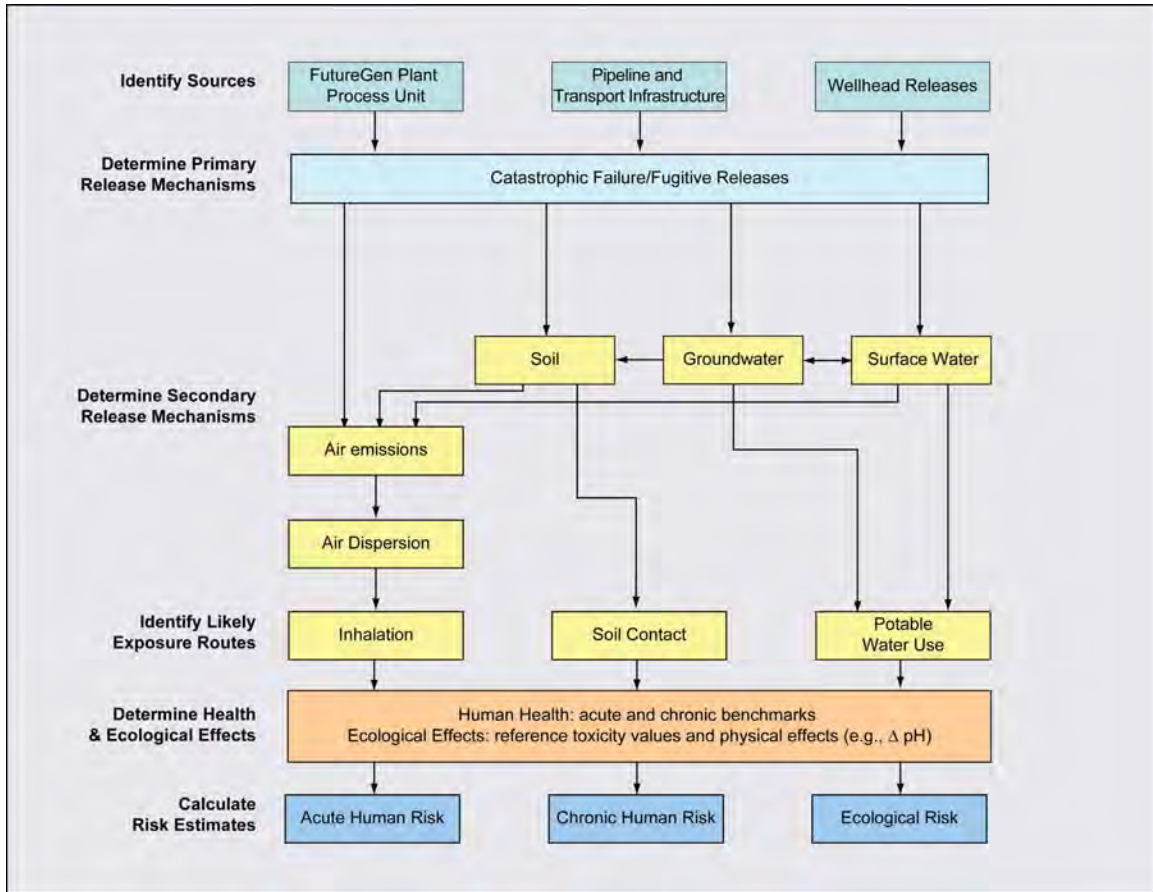 Identify Sources
FutureGen Plant
Process Unit
Pipeline and
Transport Infrastructure
Wellhead Releases
Determine Primary
Release Mechanisms
Catastrophic Failure/Fugitive Releases
Soil
Groundwater
Surface Water
Determine Secondary
Release Mechanisms
Air emissions
Air Dispersion
Identify Likely
Exposure Routes
Inhalation
Soil Contact
Potable
Water Use
Determine Health
& Ecological Effects
Human Health: acute and chronic benchmarks
Ecological Effects: reference toxicity values and physical effects (e.g., Δ pH)
Calculate
Risk Estimates
Acute Human Risk
Chronic Human Risk
Ecological Risk